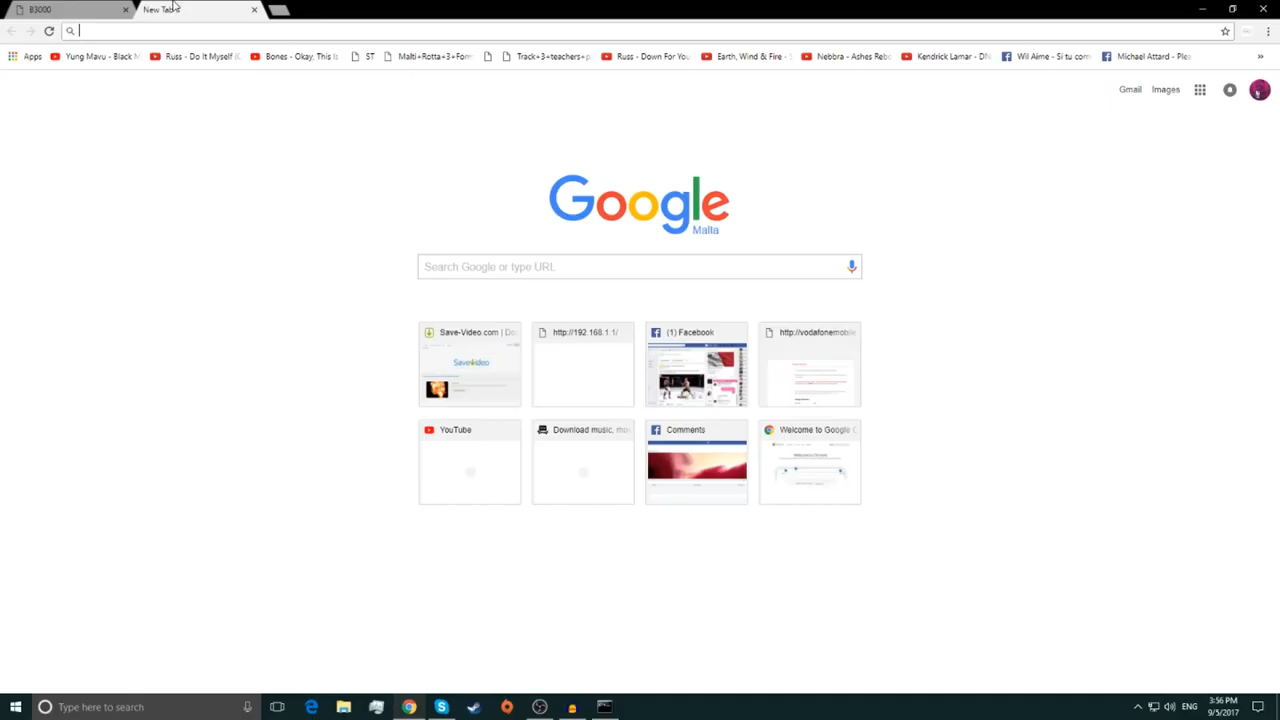 B3000
New Tab
Apps
Yung Mavu - Black M
Russ - Do It Myself (
Bones - Okay, This Is
ST
Malti+Rotta+3+Form
Track+3+teachers+p
Russ - Down For You
Earth, Wind & Fire -
Nebbra - Ashes Rebo
Kendrick Lamar - DN
Wil Aime - Si tu com
Michael Attard - Ple
»
Gmail
Images
Google
Malta
Search Google or type URL
Save-Video.com | Do
http://192.168.1.1/
(1) Facebook
http://vodafonemobile
SaveVideo
YouTube
Download music, mo
Comments
Welcome to Google C
Type here to search
ENG
3:56 PM
9/5/2017